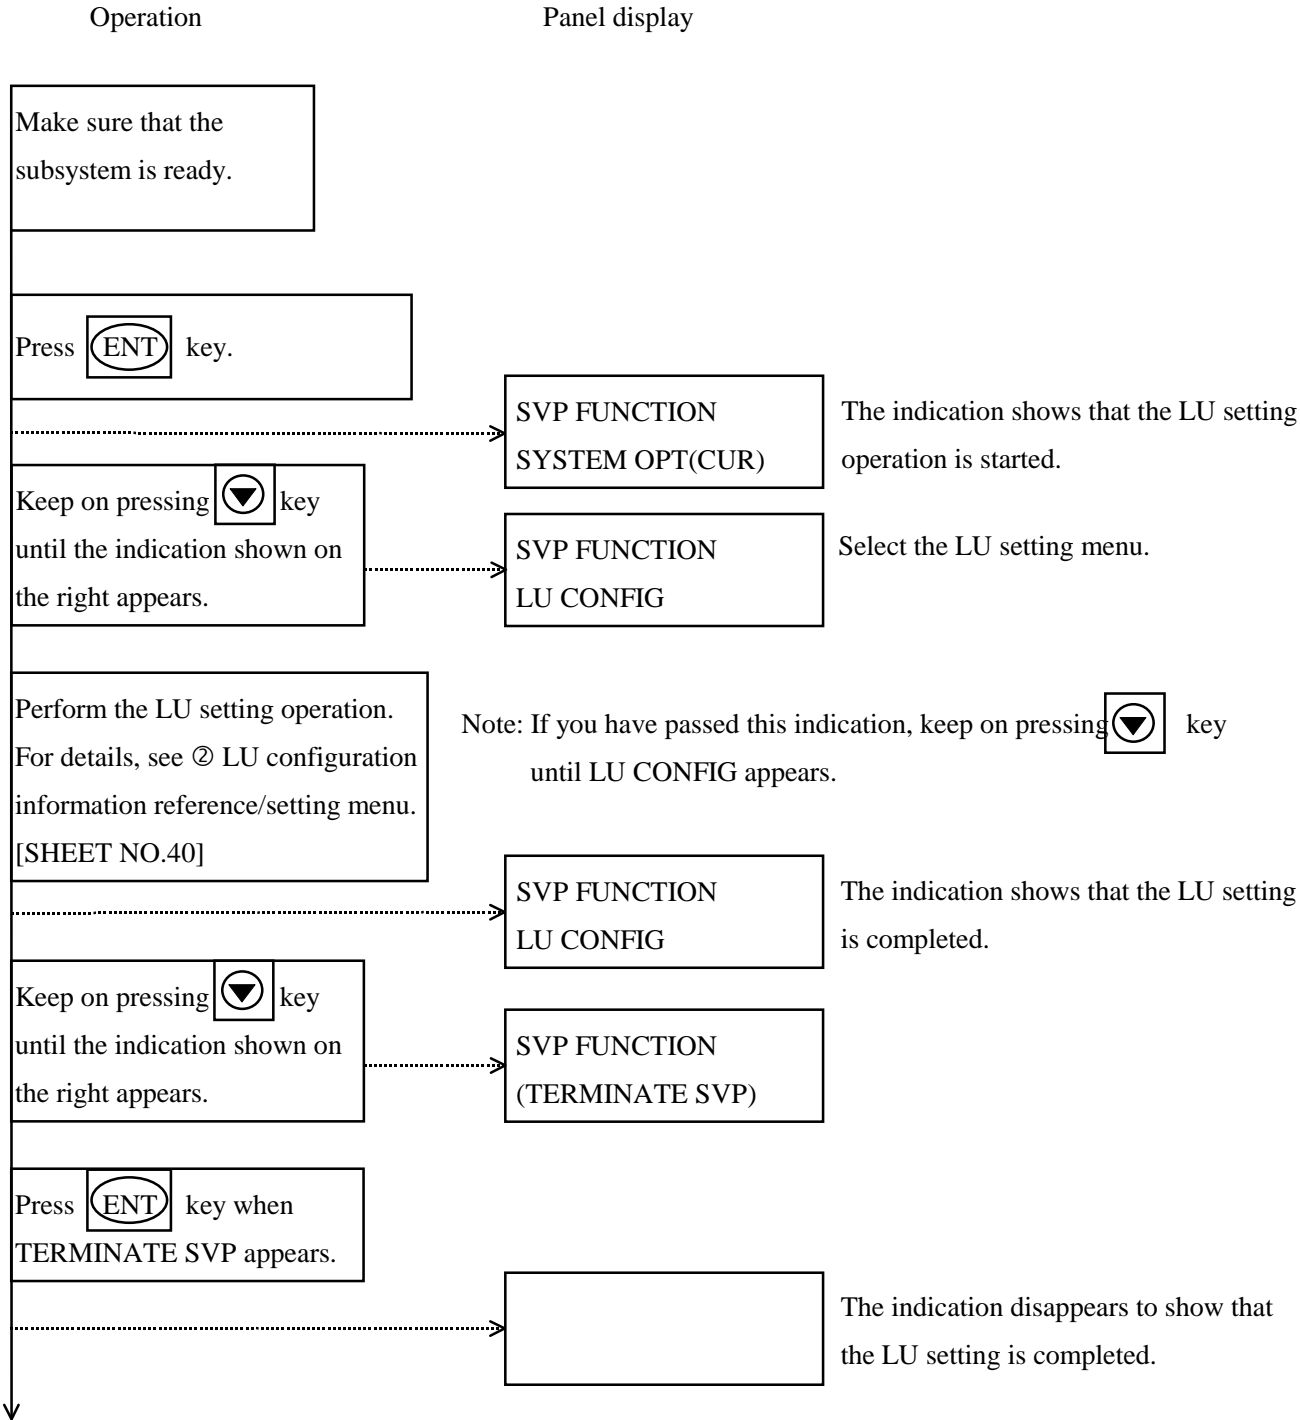 Operation
Panel display
Make sure that the
subsystem is ready.
Press ENT key.
SVP FUNCTION
SYSTEM OPT(CUR)
The indication shows that the LU setting
operation is started.
Keep on pressing key
until the indication shown on
the right appears.
SVP FUNCTION
LU CONFIG
Select the LU setting menu.
Perform the LU setting operation.
For details, see ② LU configuration
information reference/setting menu.
[SHEET NO.40]
Note: If you have passed this indication, keep on pressing key
until LU CONFIG appears.
SVP FUNCTION
LU CONFIG
The indication shows that the LU setting
is completed.
Keep on pressing key
until the indication shown on
the right appears.
SVP FUNCTION
(TERMINATE SVP)
Press ENT key when
TERMINATE SVP appears.
The indication disappears to show that
the LU setting is completed.